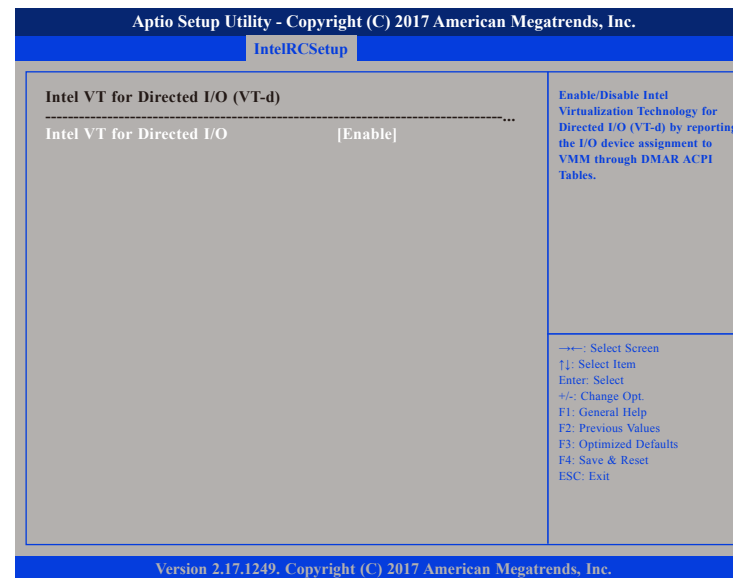 Aptio Setup Utility - Copyright (C) 2017 American Megatrends, Inc.
IntelRCSetup
Intel VT for Directed I/O (VT-d)
--------------------------------------------------------------------------------...
Intel VT for Directed I/O [Enable]
Enable/Disable Intel
Virtualization Technology for
Directed I/O (VT-d) by reporting
the I/O device assignment to
VMM through DMAR ACPI
Tables.
→←: Select Screen
↑↓: Select Item
Enter: Select
+/-: Change Opt.
F1: General Help
F2: Previous Values
F3: Optimized Defaults
F4: Save & Reset
ESC: Exit
Version 2.17.1249. Copyright (C) 2017 American Megatrends, Inc.